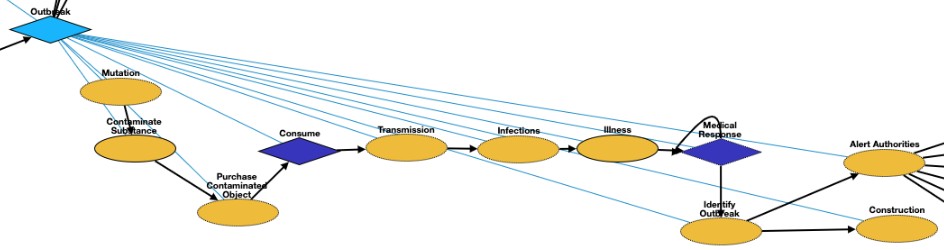 Outbreak
Mutation
Contaminate
Substance
Purchase
Contaminated
Object
Consume
Transmission
Infections
Illness
Medical
Response
Identify
Outbreak
Alert Authorities
Construction